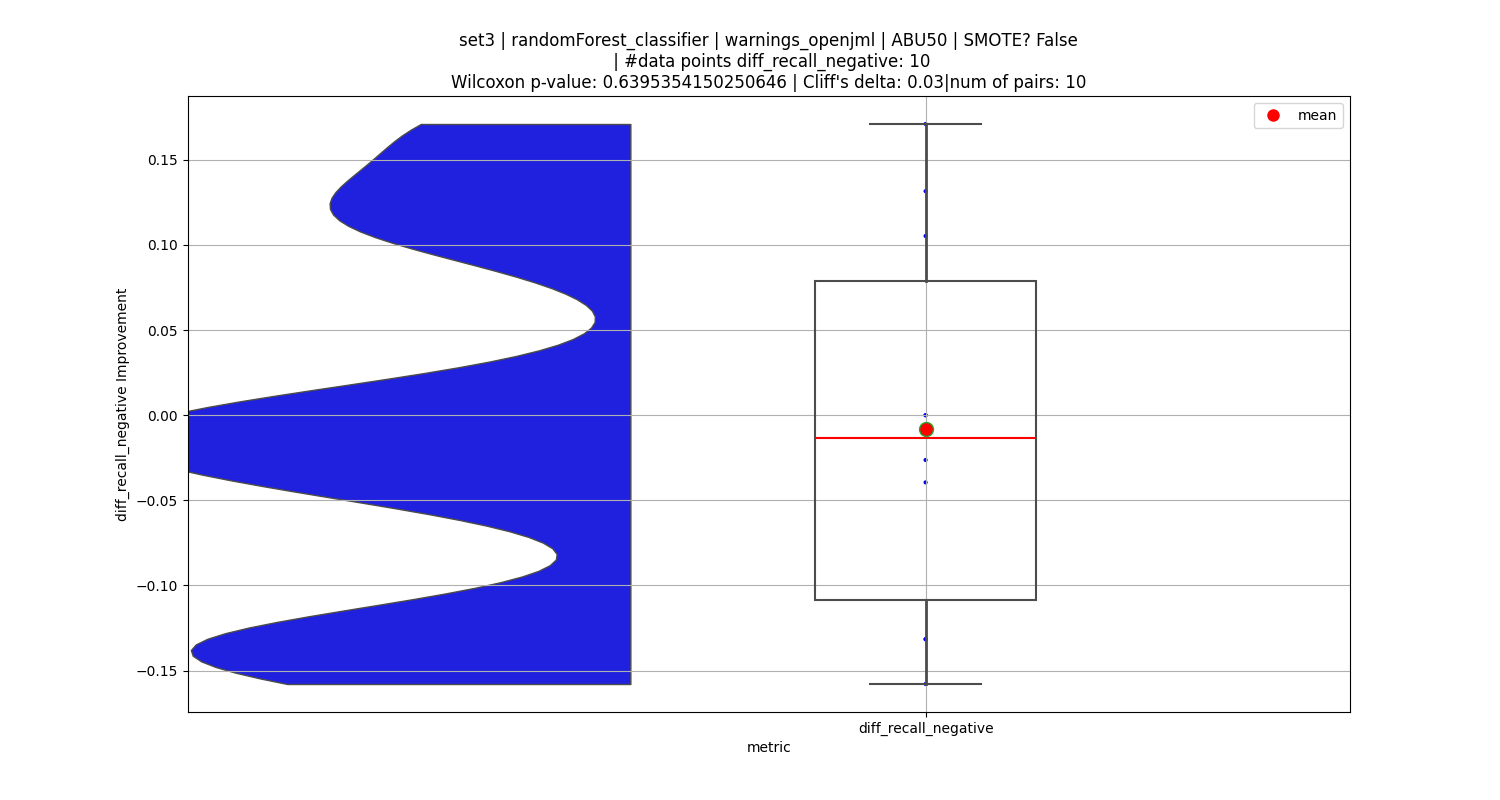 set3 | randomForest_classifier | warnings_openjml | ABU50 | SMOTE? False
| #data points diff_recall_negative: 10
Wilcoxon p-value: 0.6395354150250646 | Cliff's delta: 0.03|num of pairs: 10
mean
diff_recall_negative Improvement
0.15
0.10
0.05
0.00
−0.05
−0.10
−0.15
diff_recall_negative
metric